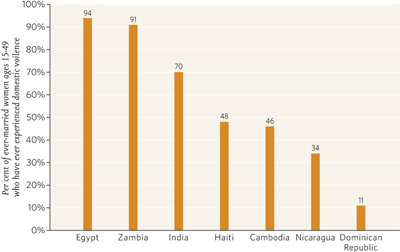 Per cent of ever-married women ages 15-49
who have ever experienced domestic violence
100%
90%
80%
70%
60%
50%
40%
30%
20%
10%
0%
94
91
70
48
46
34
11
Egypt
Zambia
India
Haiti
Cambodia
Nicaragua
Dominican
Republic